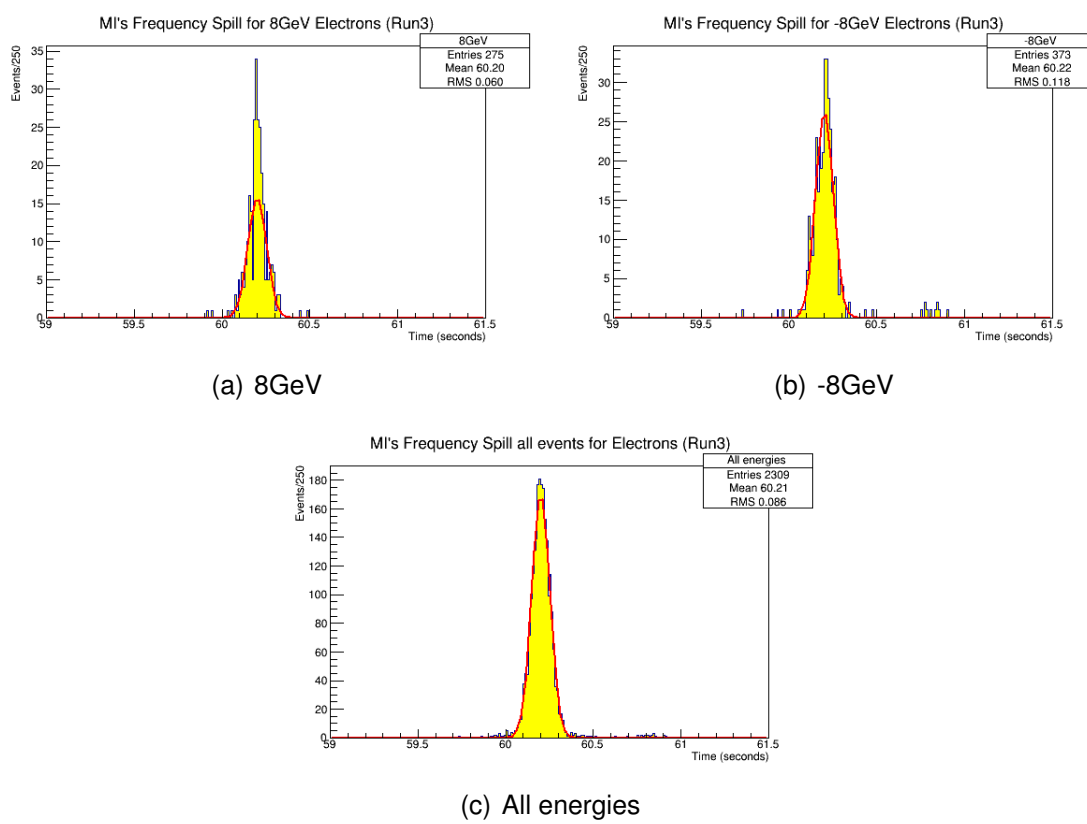 MI's Frequency Spill for 8GeV Electrons (Run3)
8GeV
Entries 275
Mean 60.20
RMS 0.060
Events/250
35
30
25
20
15
10
5
0
59 59.5 60 60.5 61 61.5
Time (seconds)
(a) 8GeV
MI's Frequency Spill for -8GeV Electrons (Run3)
-8GeV
Entries 373
Mean 60.22
RMS 0.118
Events/250
30
25
20
15
10
5
0
59 59.5 60 60.5 61 61.5
Time (seconds)
(b) -8GeV
MI's Frequency Spill all events for Electrons (Run3)
All energies
Entries 2309
Mean 60.21
RMS 0.086
Events/250
180
160
140
120
100
80
60
40
20
0
59 59.5 60 60.5 61 61.5
Time (seconds)
(c) All energies